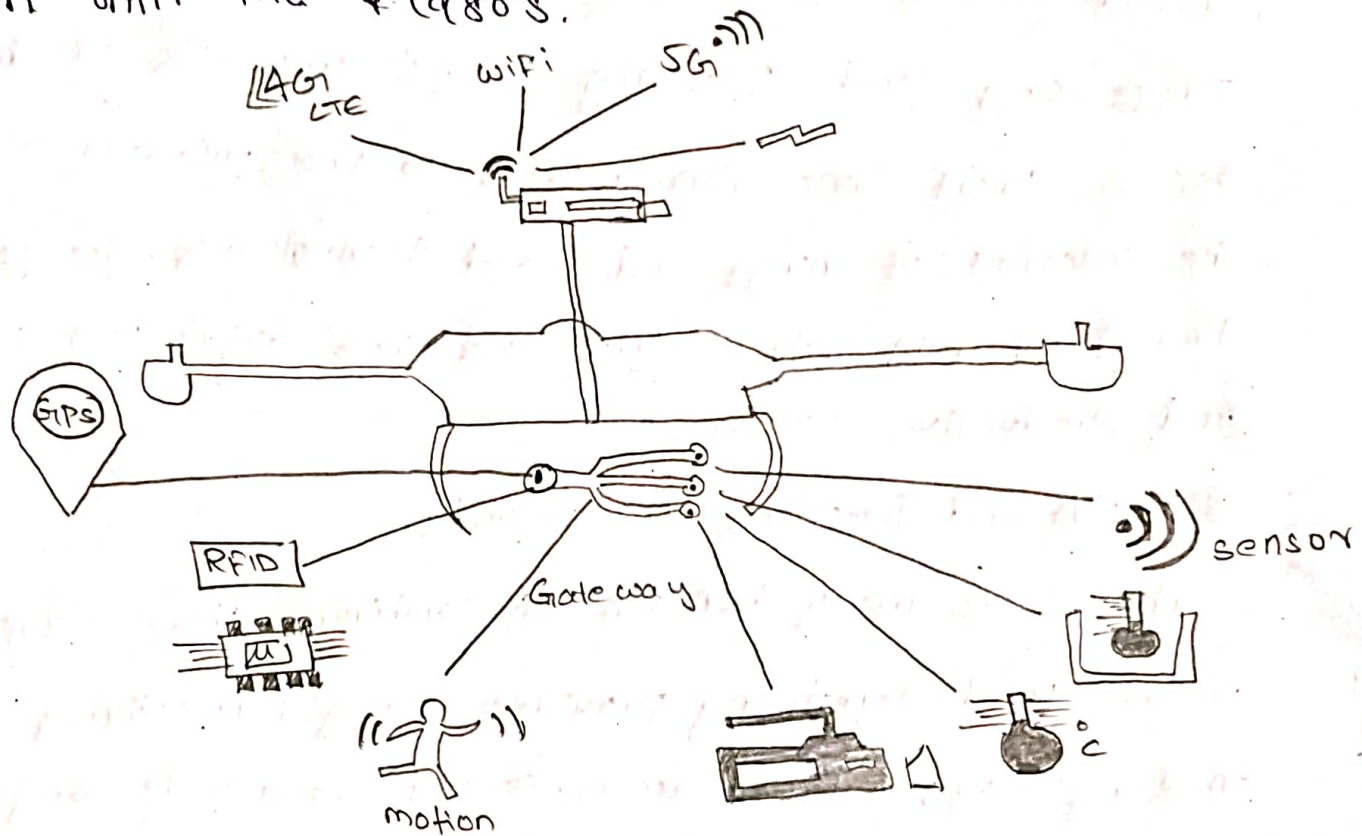 4G
LTE
WiFi
5G
GPS
RFID
μ
Gateway
sensor
°C
motion